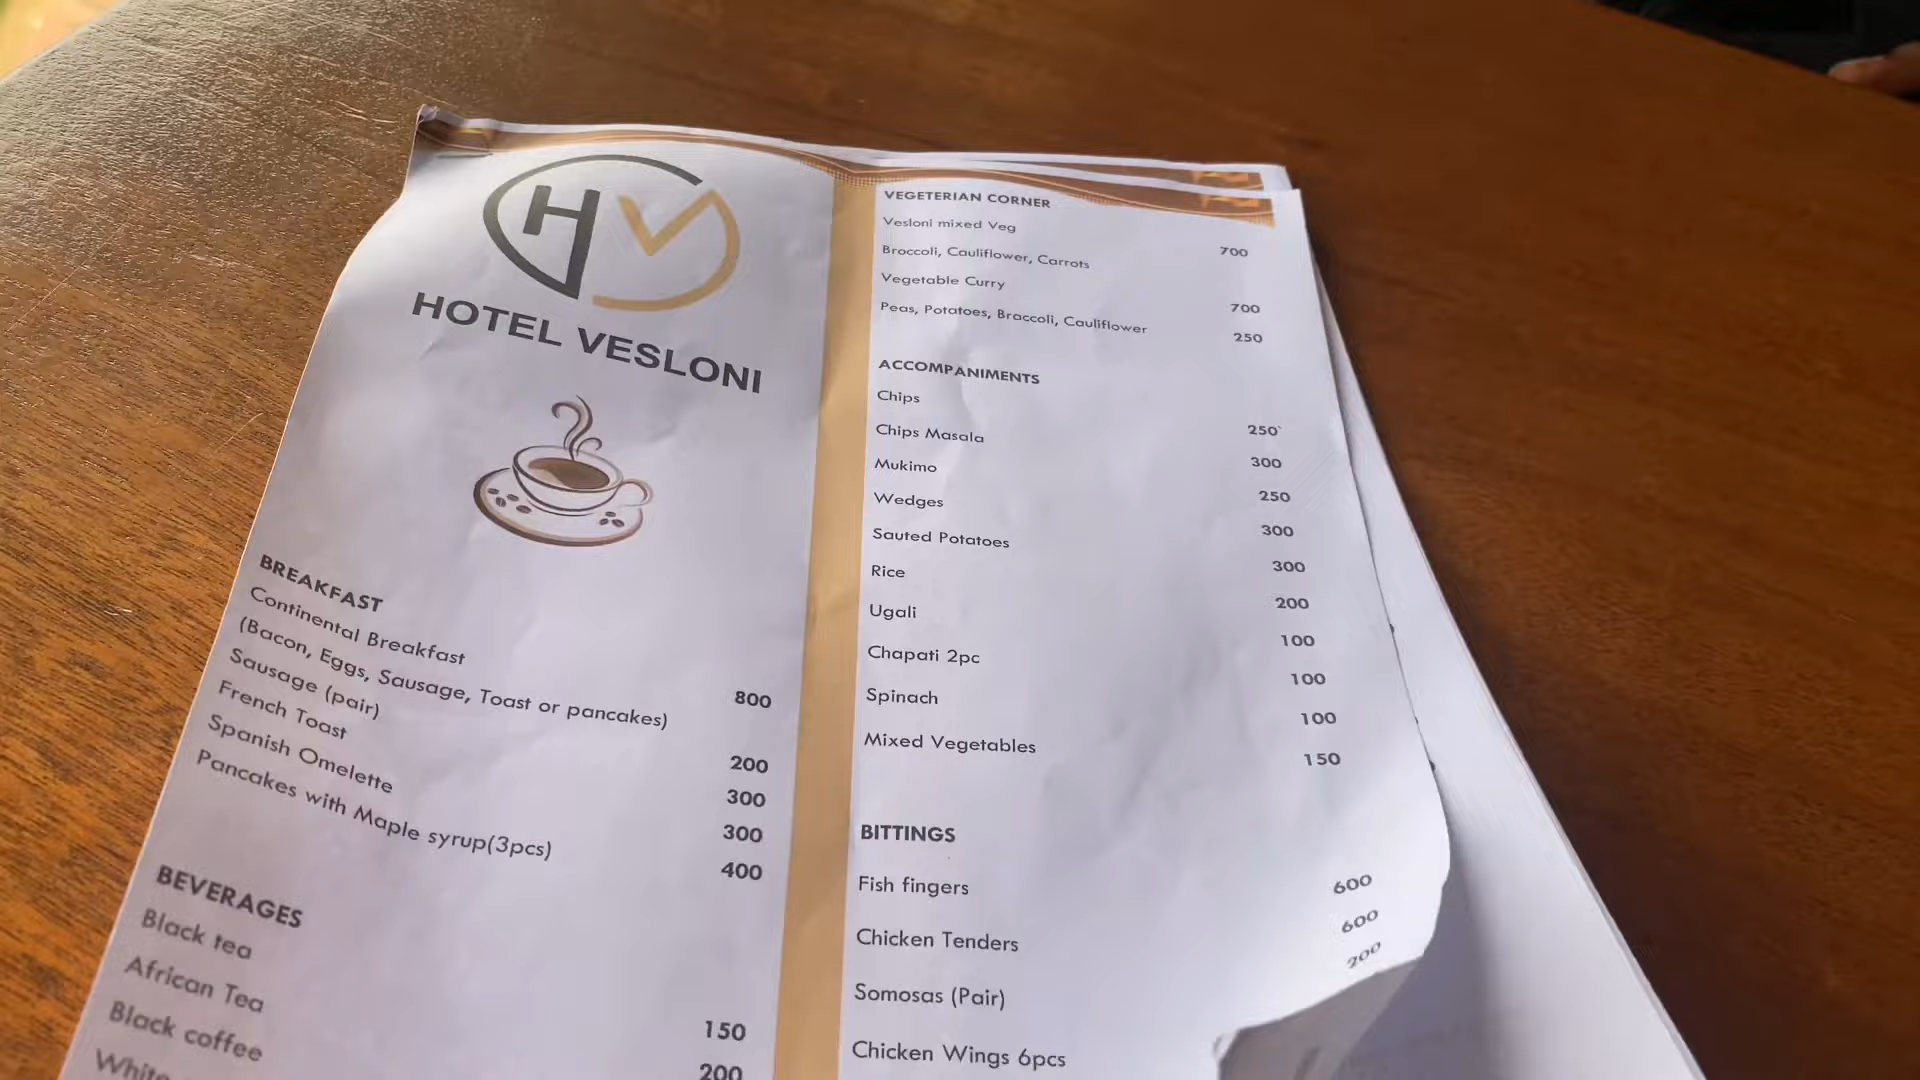 HV
HOTEL VESLONI
BREAKFAST
Continental Breakfast
(Bacon, Eggs, Sausage, Toast or pancakes) 800
Sausage (pair) 200
French Toast 300
Spanish Omelette 300
Pancakes with Maple syrup(3pcs) 400
BEVERAGES
Black tea 150
African Tea 200
Black coffee
White
VEGETERIAN CORNER
Vesloni mixed Veg 700
Broccoli, Cauliflower, Carrots
Vegetable Curry 700
Peas, Potatoes, Braccoli, Cauliflower 250
ACCOMPANIMENTS
Chips 250`
Chips Masala 300
Mukimo 250
Wedges 300
Sauted Potatoes 300
Rice 200
Ugali 100
Chapati 2pc 100
Spinach 100
Mixed Vegetables 150
BITTINGS
Fish fingers 600
Chicken Tenders 600
Somosas (Pair) 200
Chicken Wings 6pcs